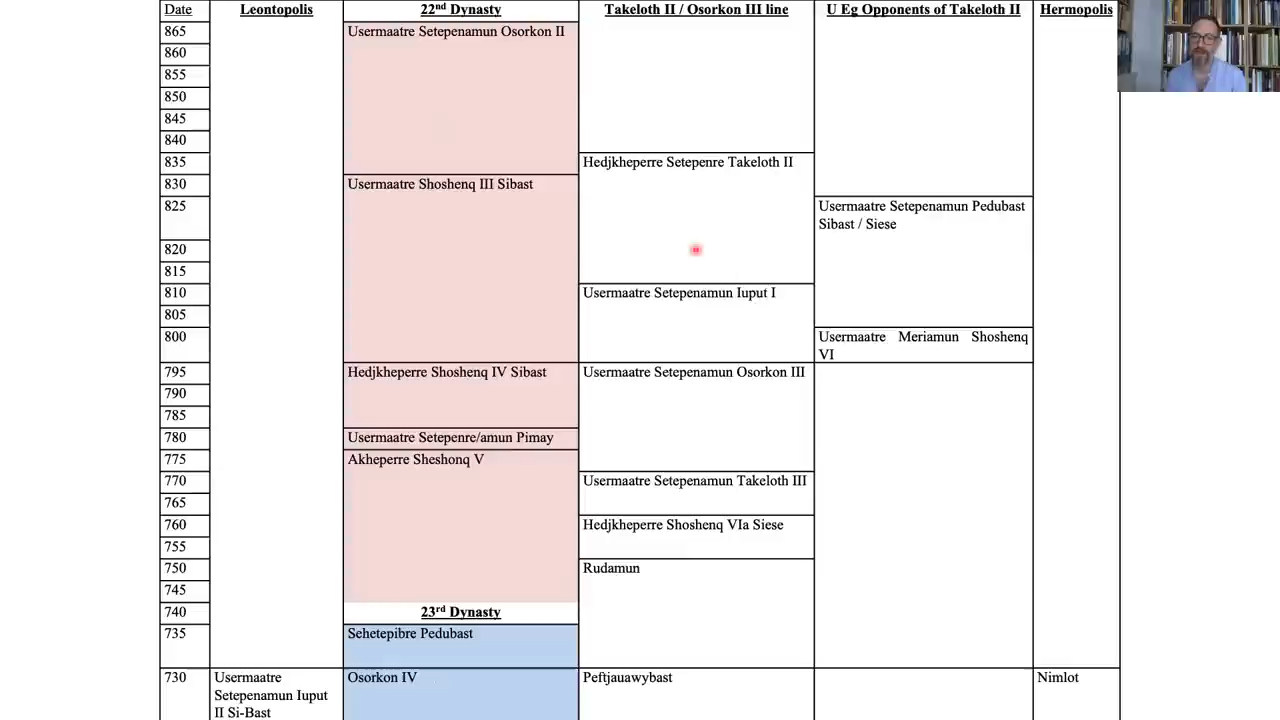 Date Leontopolis 22nd Dynasty Takeloth II / Osorkon III line U Eg Opponents of Takeloth II Hermopolis
865 Usermaatre Setepenamun Osorkon II
860
855
850
845
840
835 Hedjkheperre Setepenre Takeloth II
830 Usermaatre Shoshenq III Sibast
825 Usermaatre Setepenamun Pedubast
Sibast / Siese
820
815
810 Usermaatre Setepenamun Iuput I
805
800 Usermaatre Meriamun Shoshenq
VI
795 Hedjkheperre Shoshenq IV Sibast Usermaatre Setepenamun Osorkon III
790
785
780 Usermaatre Setepenre/amun Pimay
775 Akheperre Sheshonq V
770 Usermaatre Setepenamun Takeloth III
765
760 Hedjkheperre Shoshenq VIa Siese
755
750 Rudamun
745
740 23rd Dynasty
735 Sehetepibre Pedubast
730 Usermaatre Osorkon IV Peftjauawybast Nimlot
Setepenamun Iuput
II Si-Bast